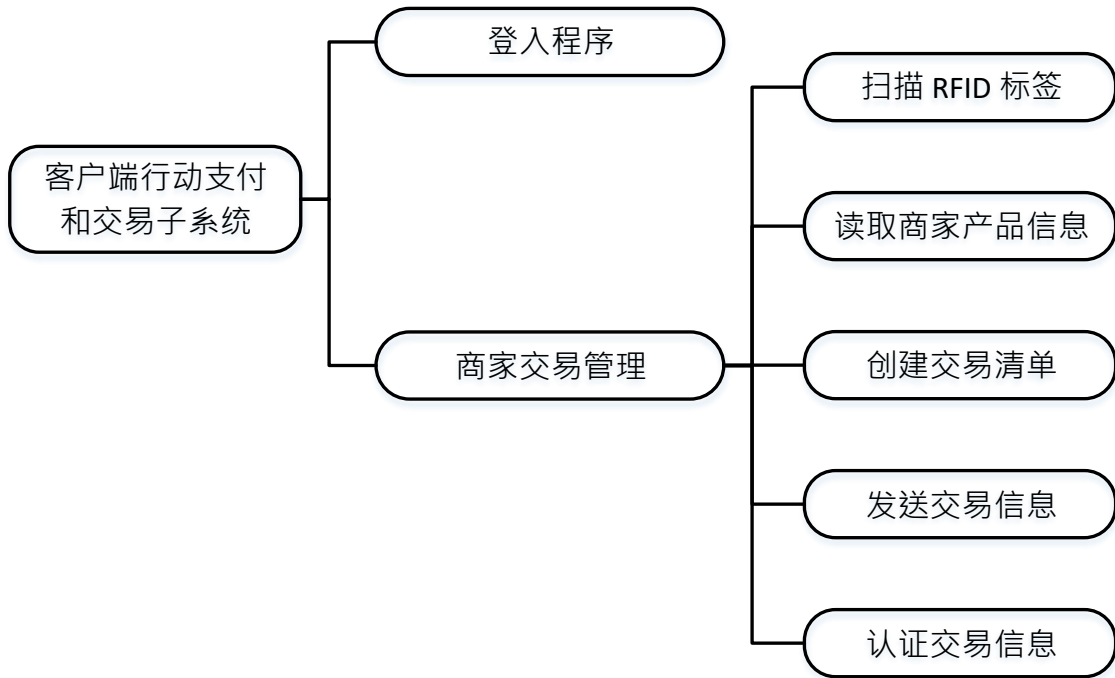 登入程序
扫描 RFID 标签
客户端行动支付
和交易子系统
读取商家产品信息
商家交易管理
创建交易清单
发送交易信息
认证交易信息